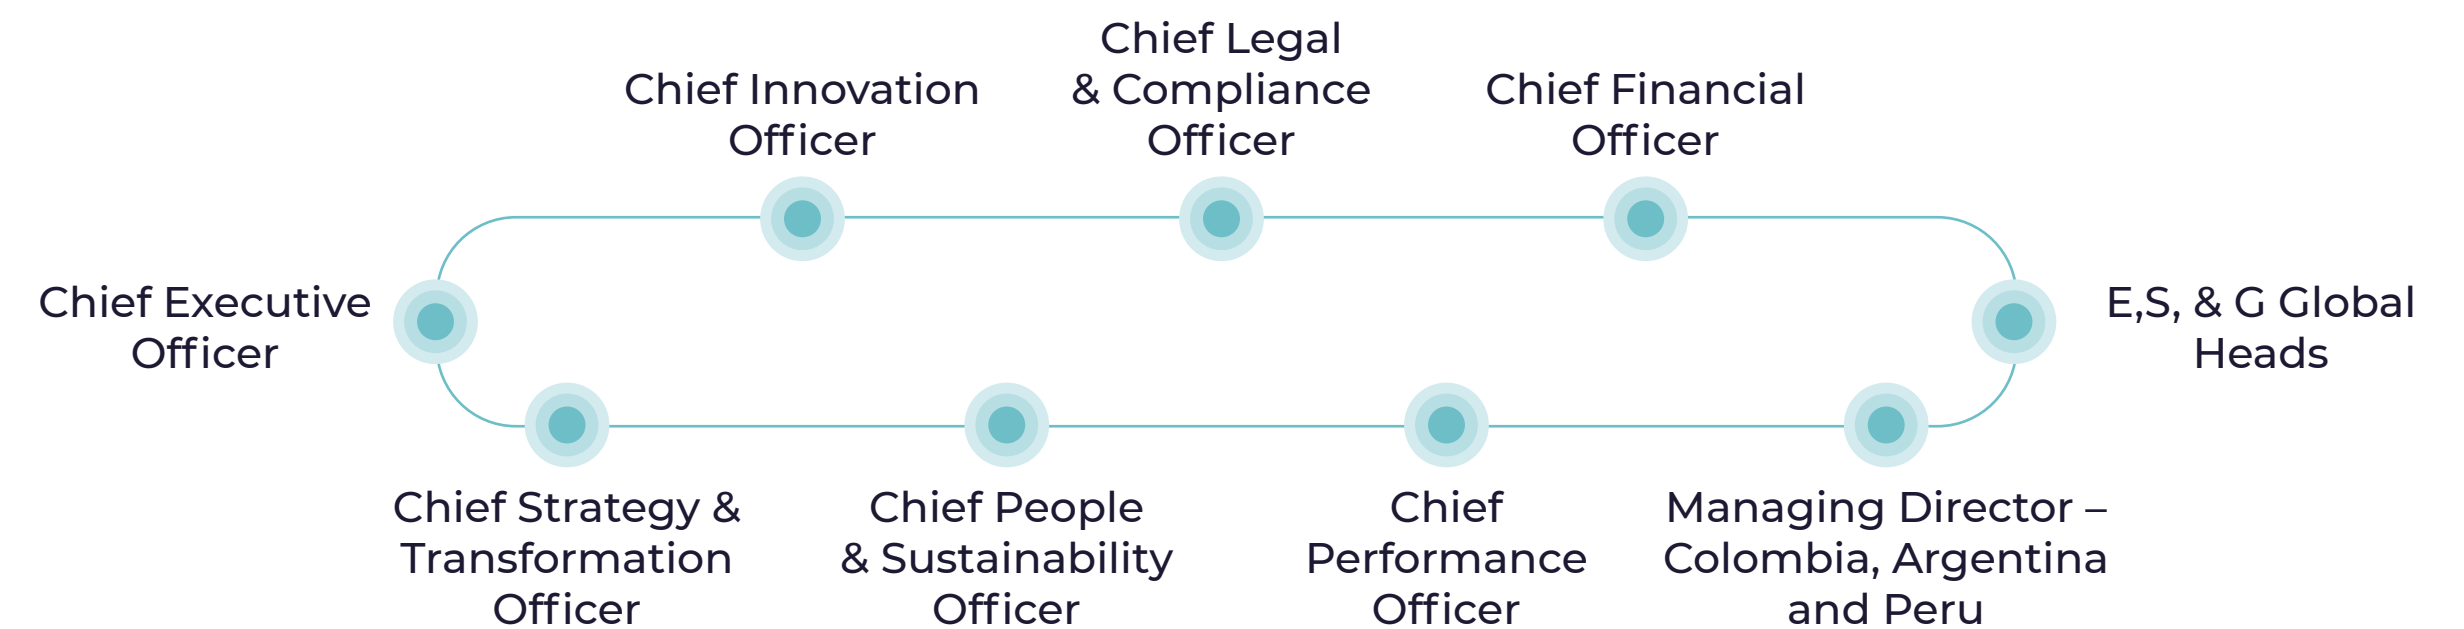 Chief Legal
& Compliance
Officer
Chief Innovation
Officer
Chief Financial
Officer
Chief Executive
Officer
E,S, & G Global
Heads
Chief Strategy &
Transformation
Officer
Chief People
& Sustainability
Officer
Chief
Performance
Officer
Managing Director –
Colombia, Argentina
and Peru